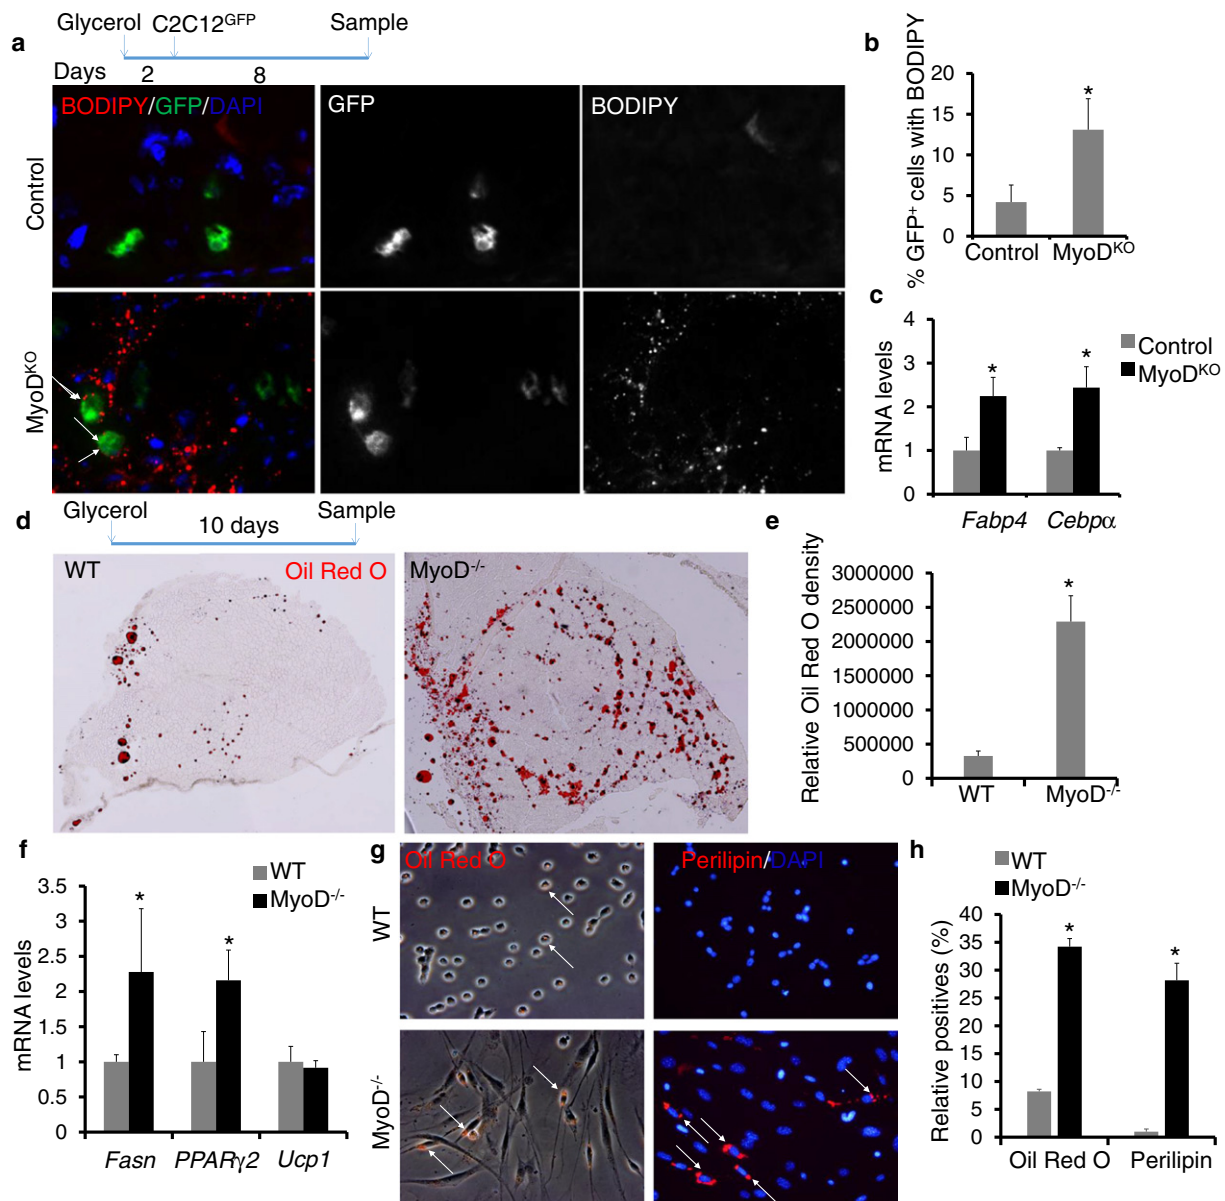 a
Glycerol C2C12GFP Sample
Days 2 8
BODIPY/GFP/DAPI GFP BODIPY
Control
MyoDKO
b
% GFP+ cells with BODIPY
20
15
10
5
0
*
Control MyoDKO
c
mRNA levels
4
3
2
1
0
* *
Control
MyoDKO
Fabp4 Cebpα
d
Glycerol 10 days Sample
WT Oil Red O MyoD-/-
e
Relative Oil Red O density
3000000
2500000
2000000
1500000
1000000
500000
0
*
WT MyoD-/-
f
WT
MyoD-/-
mRNA levels
3.5
3
2.5
2
1.5
1
0.5
0
* *
Fasn PPARγ2 Ucp1
g
Oil Red O Perilipin/DAPI
WT
MyoD-/-
h
WT
MyoD-/-
Relative positives (%)
40
35
30
25
20
15
10
5
0
* *
Oil Red O Perilipin